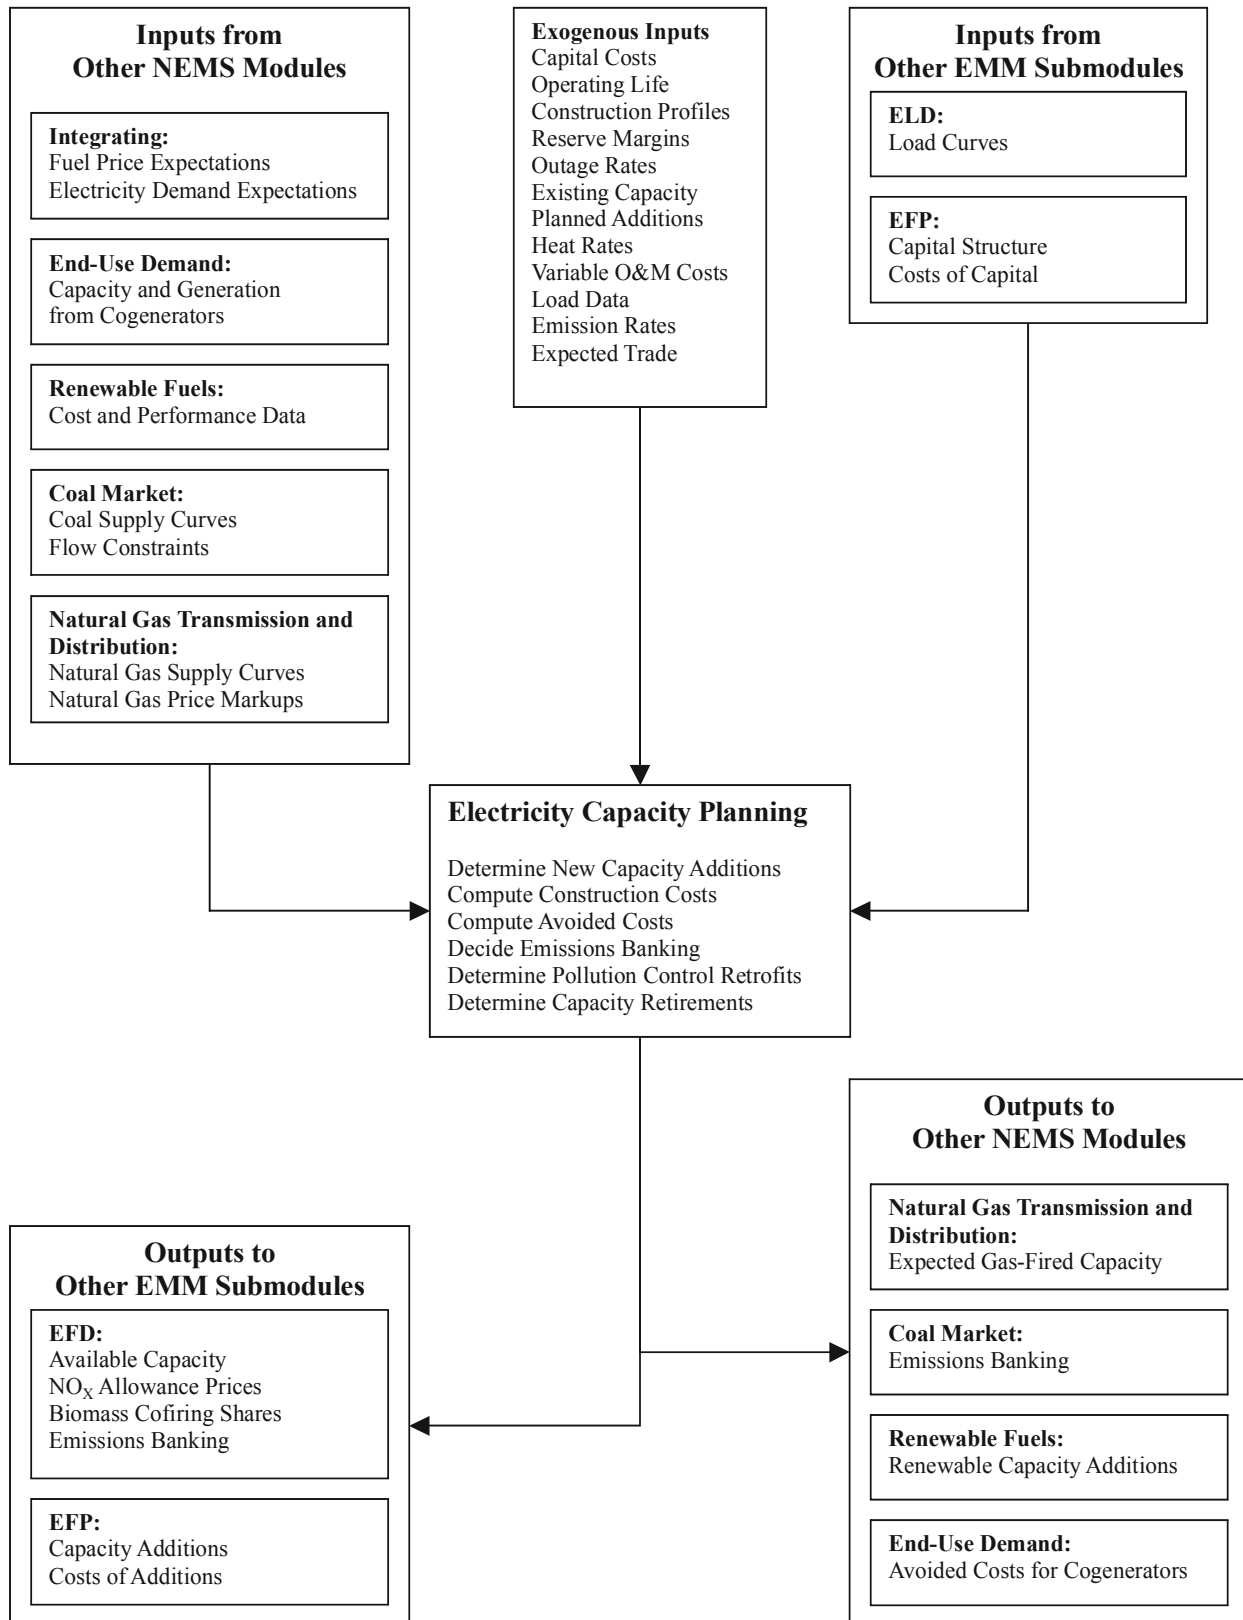 Inputs from
Other NEMS Modules
Integrating:
Fuel Price Expectations
Electricity Demand Expectations
End-Use Demand:
Capacity and Generation
from Cogenerators
Renewable Fuels:
Cost and Performance Data
Coal Market:
Coal Supply Curves
Flow Constraints
Natural Gas Transmission and
Distribution:
Natural Gas Supply Curves
Natural Gas Price Markups
Exogenous Inputs
Capital Costs
Operating Life
Construction Profiles
Reserve Margins
Outage Rates
Existing Capacity
Planned Additions
Heat Rates
Variable O&M Costs
Load Data
Emission Rates
Expected Trade
Inputs from
Other EMM Submodules
ELD:
Load Curves
EFP:
Capital Structure
Costs of Capital
Electricity Capacity Planning
Determine New Capacity Additions
Compute Construction Costs
Compute Avoided Costs
Decide Emissions Banking
Determine Pollution Control Retrofits
Determine Capacity Retirements
Outputs to
Other EMM Submodules
EFD:
Available Capacity
NOX Allowance Prices
Biomass Cofiring Shares
Emissions Banking
EFP:
Capacity Additions
Costs of Additions
Outputs to
Other NEMS Modules
Natural Gas Transmission and
Distribution:
Expected Gas-Fired Capacity
Coal Market:
Emissions Banking
Renewable Fuels:
Renewable Capacity Additions
End-Use Demand:
Avoided Costs for Cogenerators